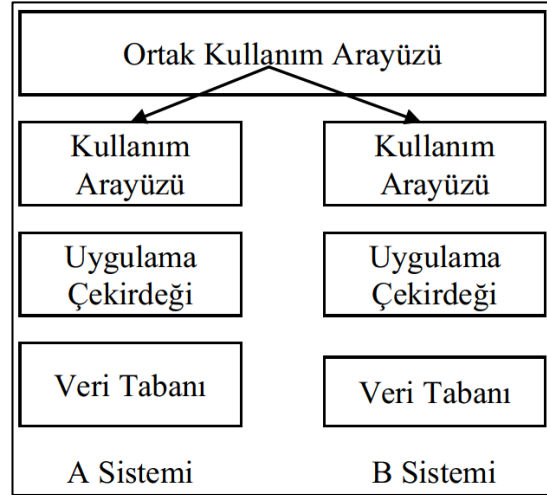 Ortak Kullanım Arayüzü
Kullanım
Arayüzü
Kullanım
Arayüzü
Uygulama
Çekirdeği
Uygulama
Çekirdeği
Veri Tabanı
Veri Tabanı
A Sistemi
B Sistemi